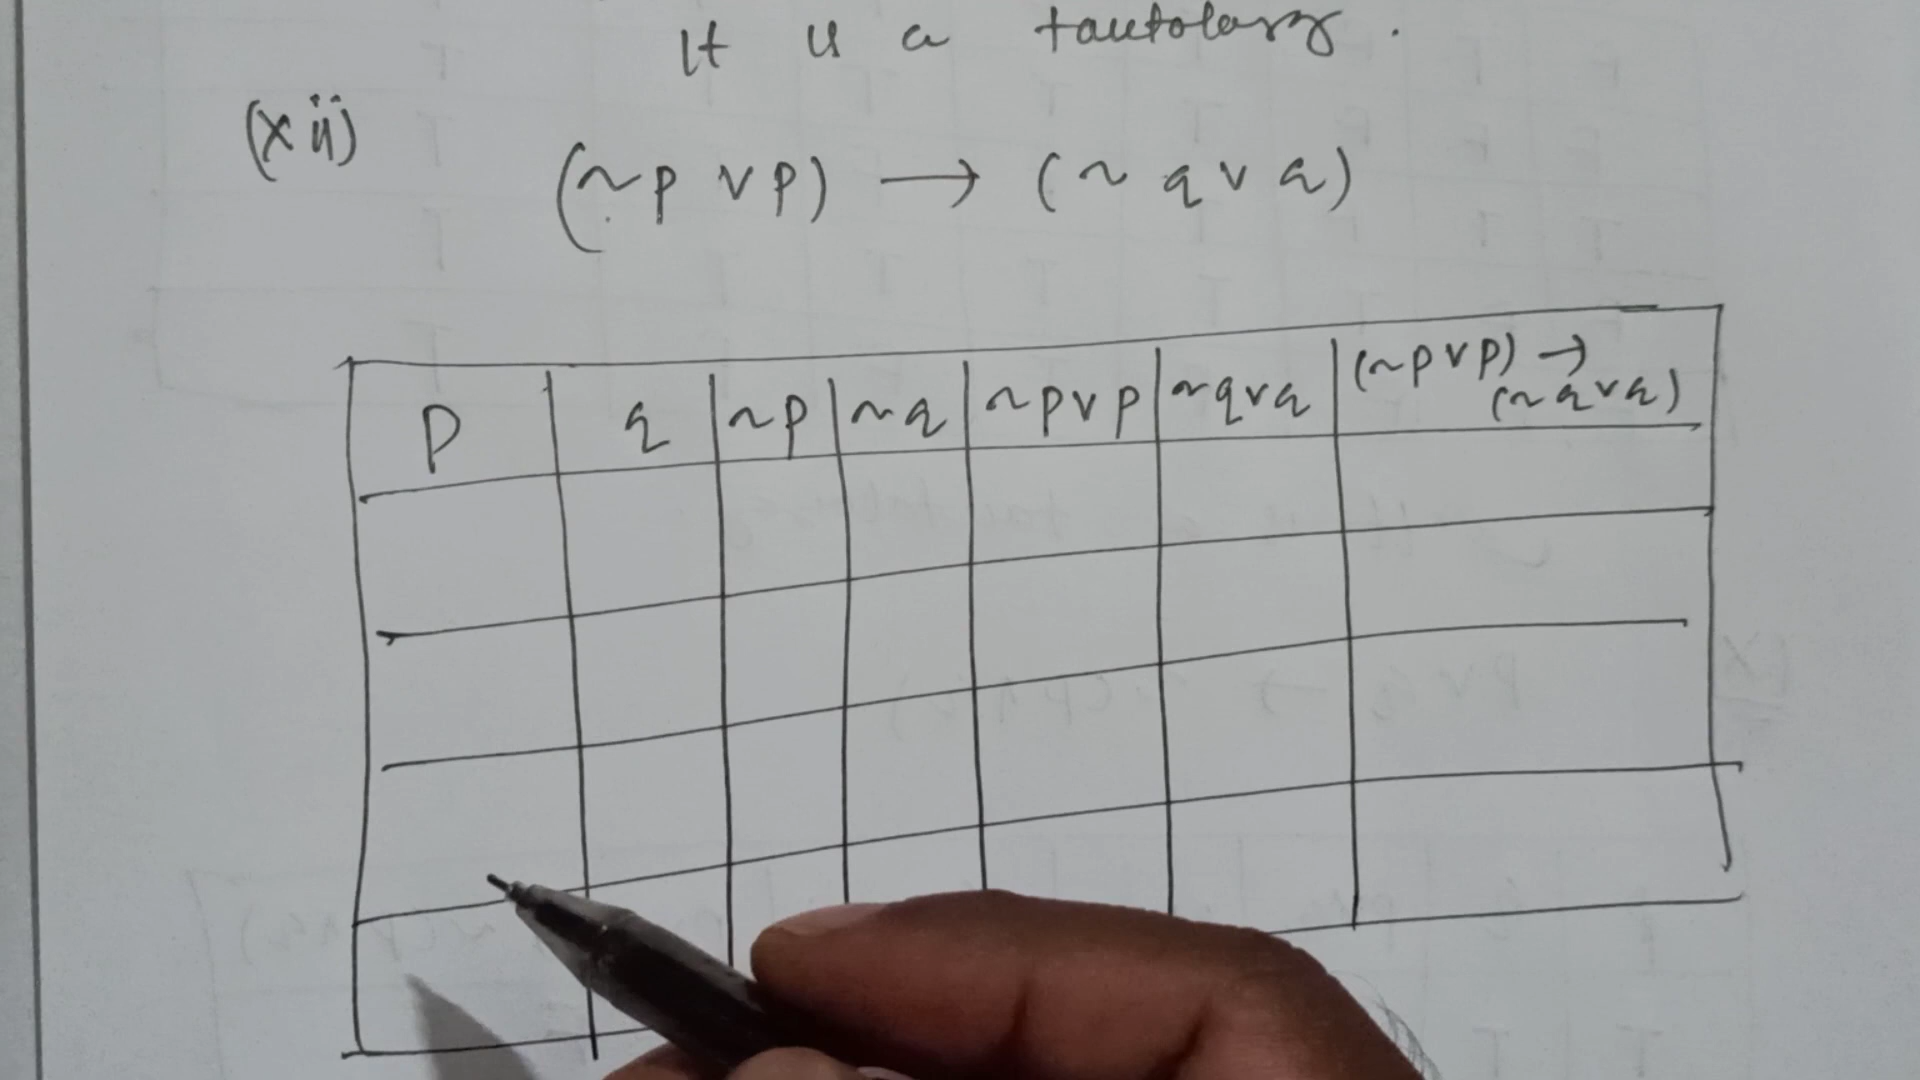 It is a tautology.
(xii)
(~p ∨ p) → (~q ∨ q)
p q ~p ~q ~p∨p ~q∨q (~p∨p) →
(~q∨q)